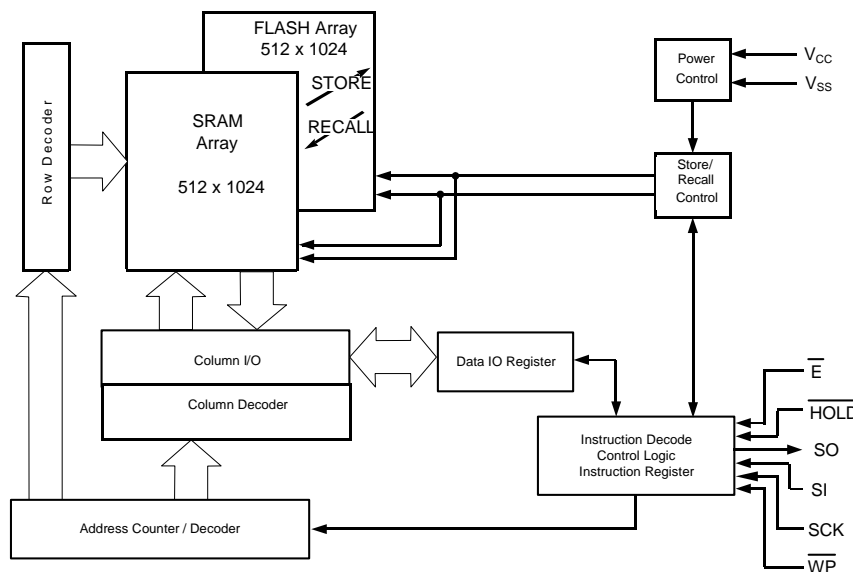 FLASH Array
512 x 1024
STORE
RECALL
SRAM
Array
512 x 1024
Row Decoder
Power
Control
VCC
VSS
Store/
Recall
Control
Column I/O
Column Decoder
Data IO Register
Instruction Decode
Control Logic
Instruction Register
E
HOLD
SO
SI
SCK
WP
Address Counter / Decoder